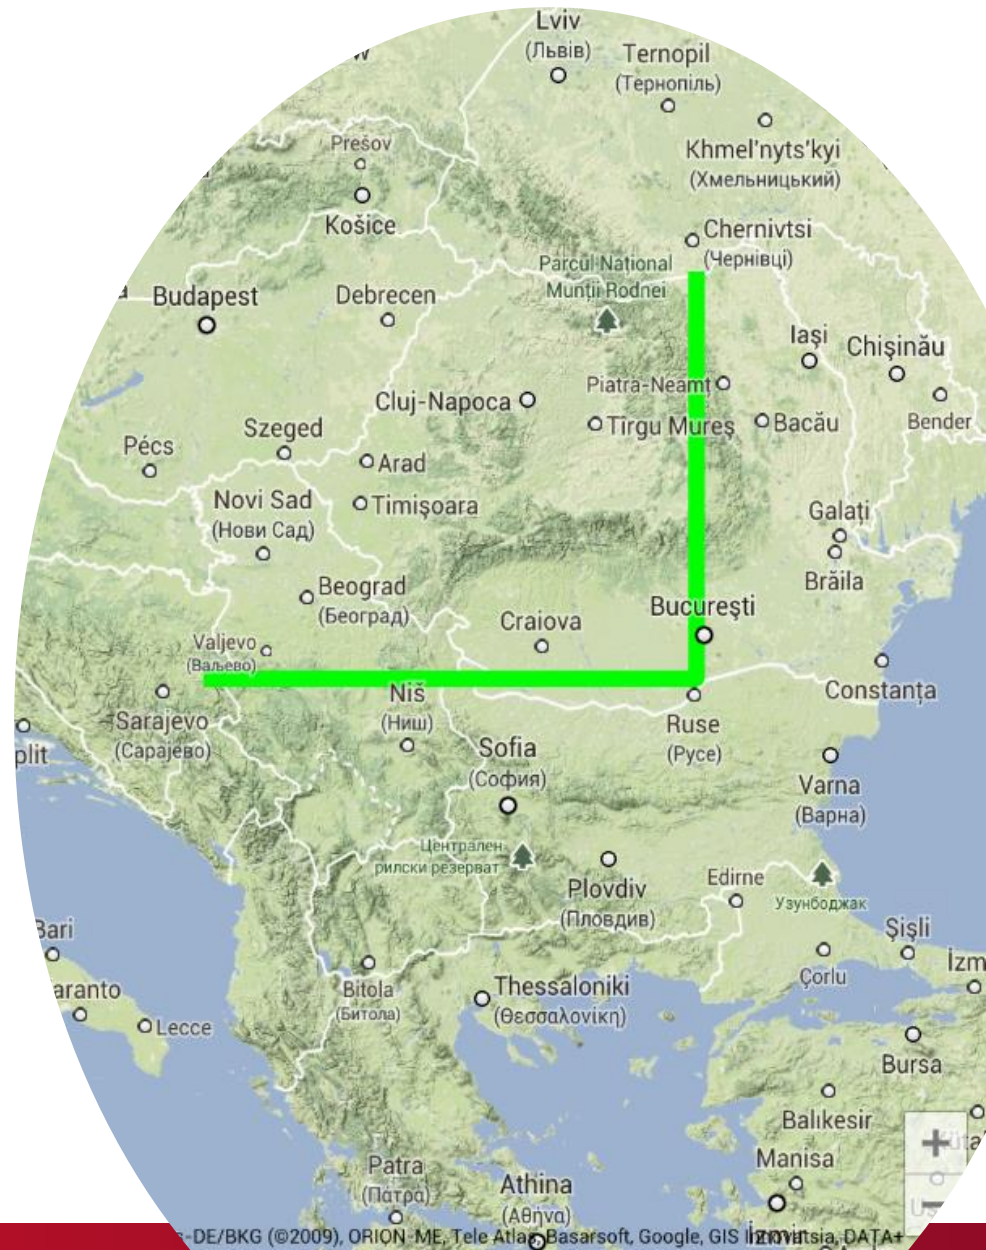 Lviv
(Львів)
Ternopil
(Тернопіль)
Khmel'nyts'kyi
(Хмельницький)
Prešov
Košice
Chernivtsi
(Чернівці)
Parcul Național
Munții Rodnei
Budapest
Debrecen
Iași
Chișinău
Piatra-Neamț
Cluj-Napoca
Tîrgu Mureș
Bacău
Bender
Szeged
Pécs
Arad
Novi Sad
(Нови Сад)
Timișoara
Galați
Brăila
Beograd
(Београд)
București
Craiova
Valjevo
(Ваљево)
Constanța
Niš
(Ниш)
Sarajevo
(Сарајево)
Ruse
(Русе)
plit
Sofia
(София)
Varna
(Варна)
Централен
рилски резерват
Plovdiv
(Пловдив)
Edirne
Узунбоджак
Bari
Şişli
Çorlu
İzm
aranto
Bitola
(Битола)
Thessaloniki
(Θεσσαλονίκη)
Lecce
Bursa
Balıkesir
Manisa
Patra
(Πάτρα)
Athina
(Αθήνα)
İzmir
-DE/BKG (©2009), ORION-ME, Tele Atlas, Basarsoft, Google, GIS Innovatsia, DATA+